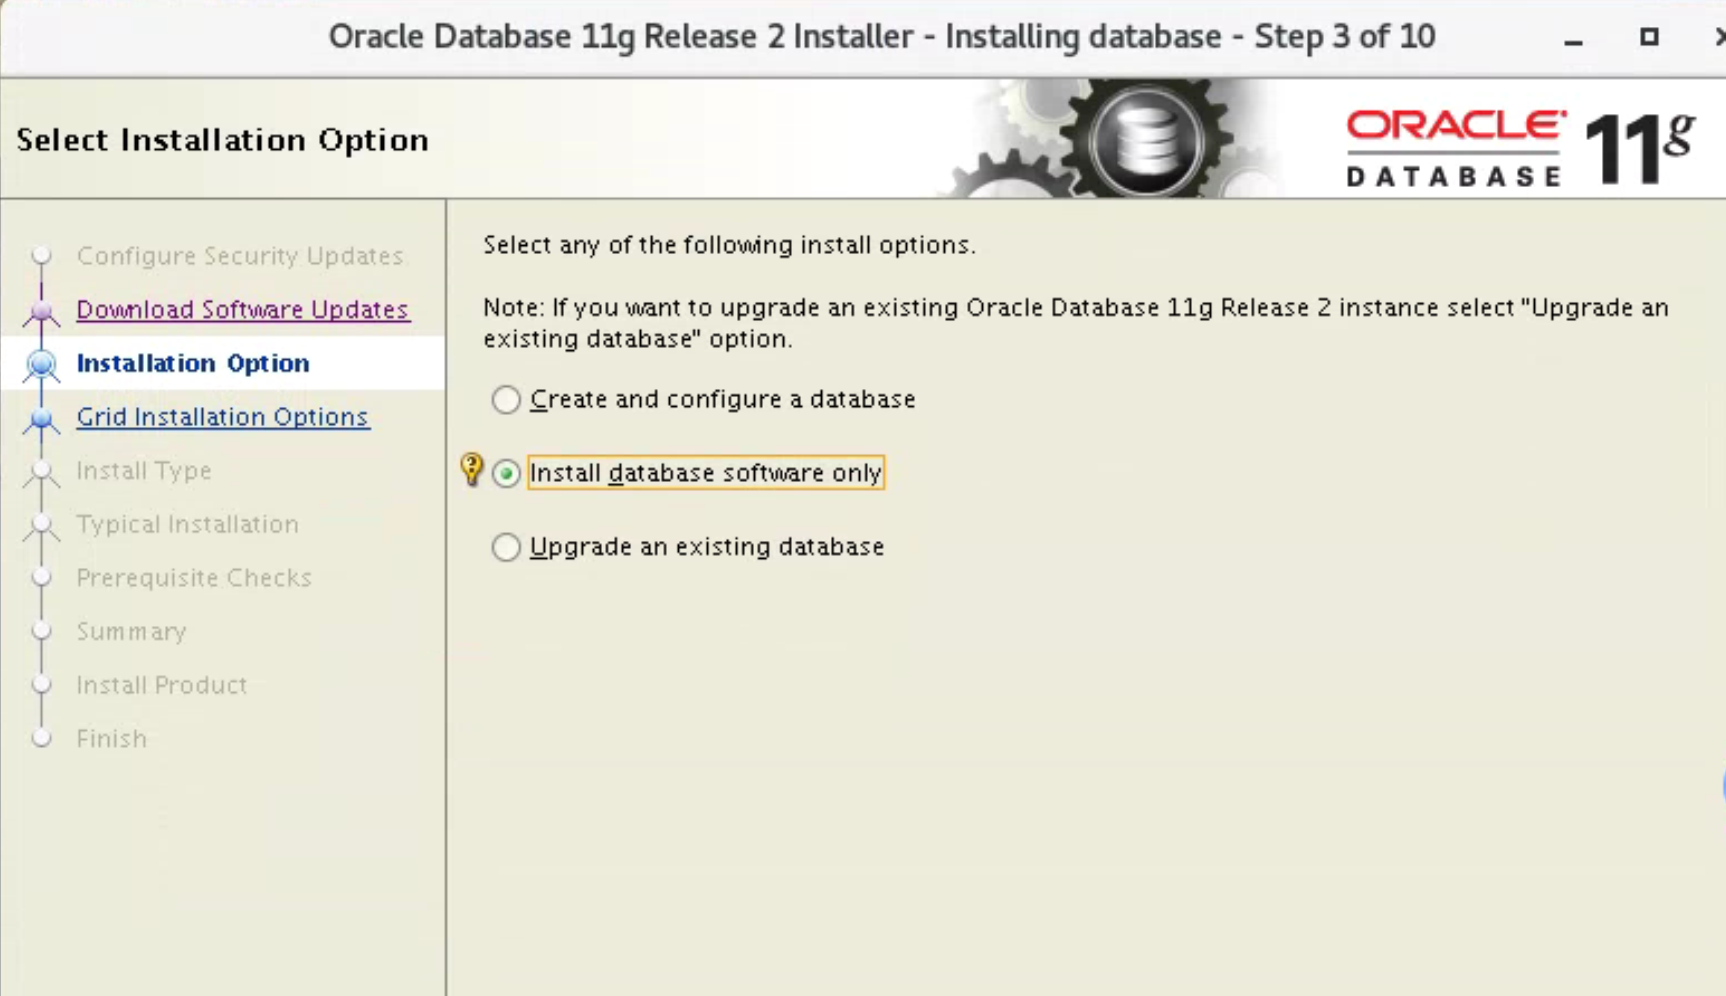 Oracle Database 11g Release 2 Installer - Installing database - Step 3 of 10
Select Installation Option
ORACLE
DATABASE
11g
Configure Security Updates
Download Software Updates
Installation Option
Grid Installation Options
Install Type
Typical Installation
Prerequisite Checks
Summary
Install Product
Finish
Select any of the following install options.
Note: If you want to upgrade an existing Oracle Database 11g Release 2 instance select "Upgrade an
existing database" option.
Create and configure a database
Install database software only
Upgrade an existing database